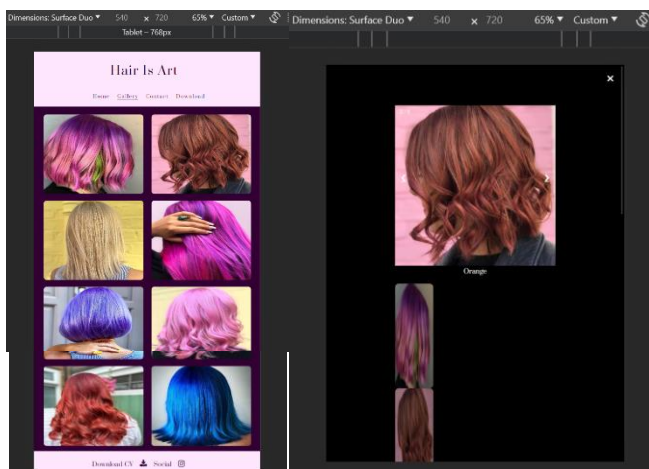 Dimensions: Surface Duo ▼ 540 x 720 65% ▼ Custom ▼
Tablet – 768px
Hair Is Art
Home Gallery Contact Download
Download CV Social
Dimensions: Surface Duo ▼ 540 x 720 65% ▼ Custom ▼
×
Orange